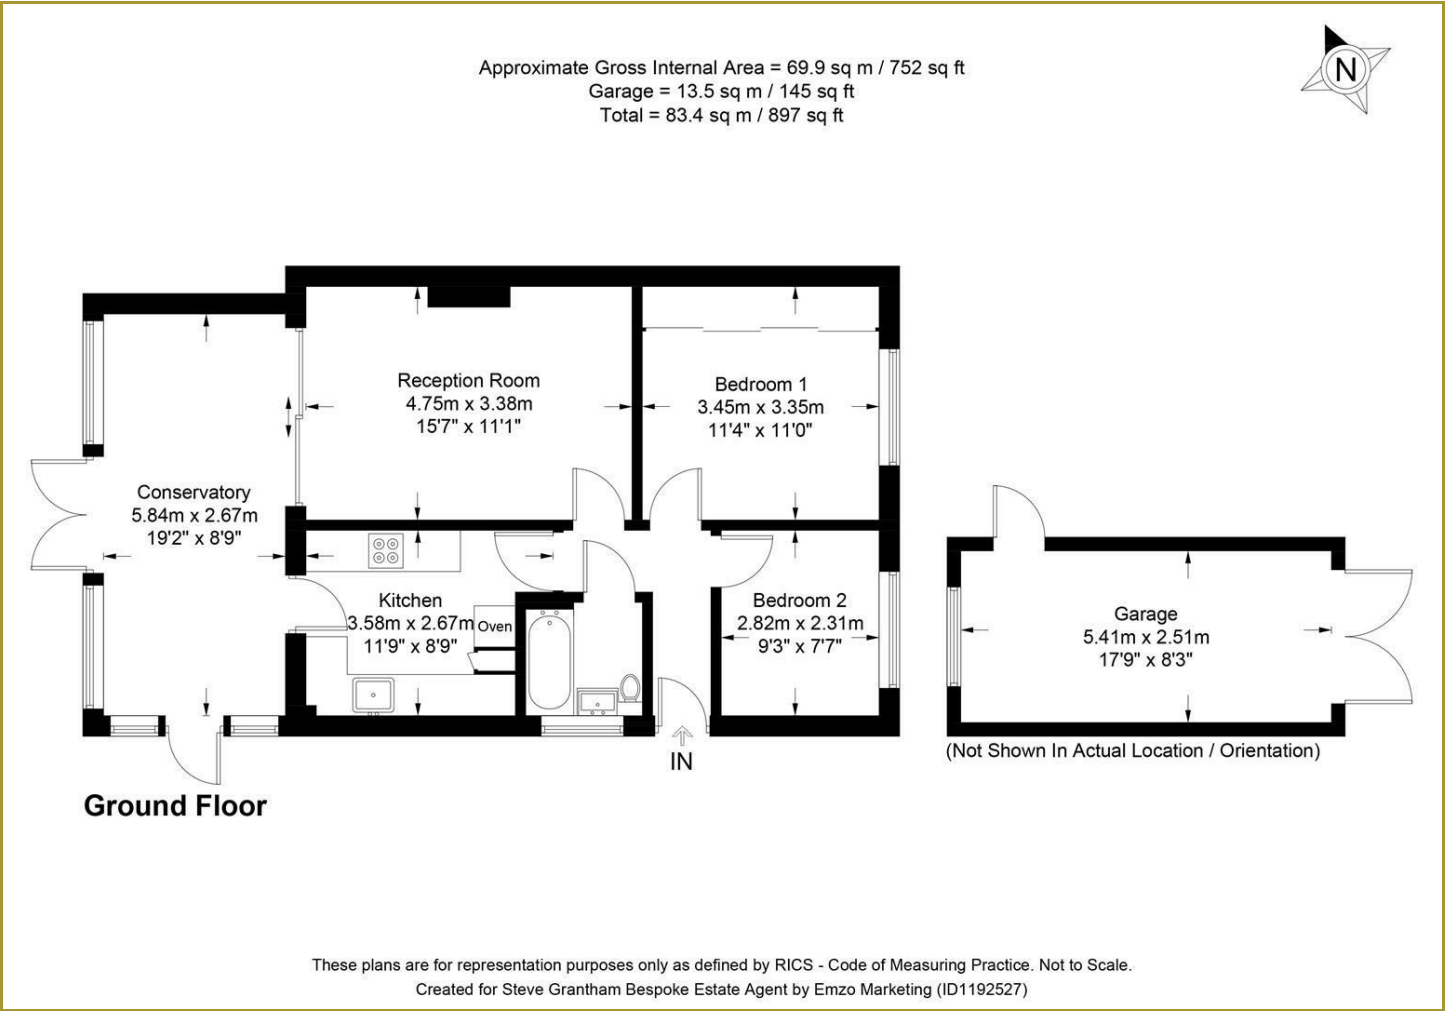 Approximate Gross Internal Area = 69.9 sq m / 752 sq ft
Garage = 13.5 sq m / 145 sq ft
Total = 83.4 sq m / 897 sq ft
N
Reception Room
4.75m x 3.38m
15'7" x 11'1"
Bedroom 1
3.45m x 3.35m
11'4" x 11'0"
Conservatory
5.84m x 2.67m
19'2" x 8'9"
Kitchen
3.58m x 2.67m
11'9" x 8'9"
Oven
Bedroom 2
2.82m x 2.31m
9'3" x 7'7"
Garage
5.41m x 2.51m
17'9" x 8'3"
(Not Shown In Actual Location / Orientation)
IN
Ground Floor
These plans are for representation purposes only as defined by RICS - Code of Measuring Practice. Not to Scale.
Created for Steve Grantham Bespoke Estate Agent by Emzo Marketing (ID1192527)